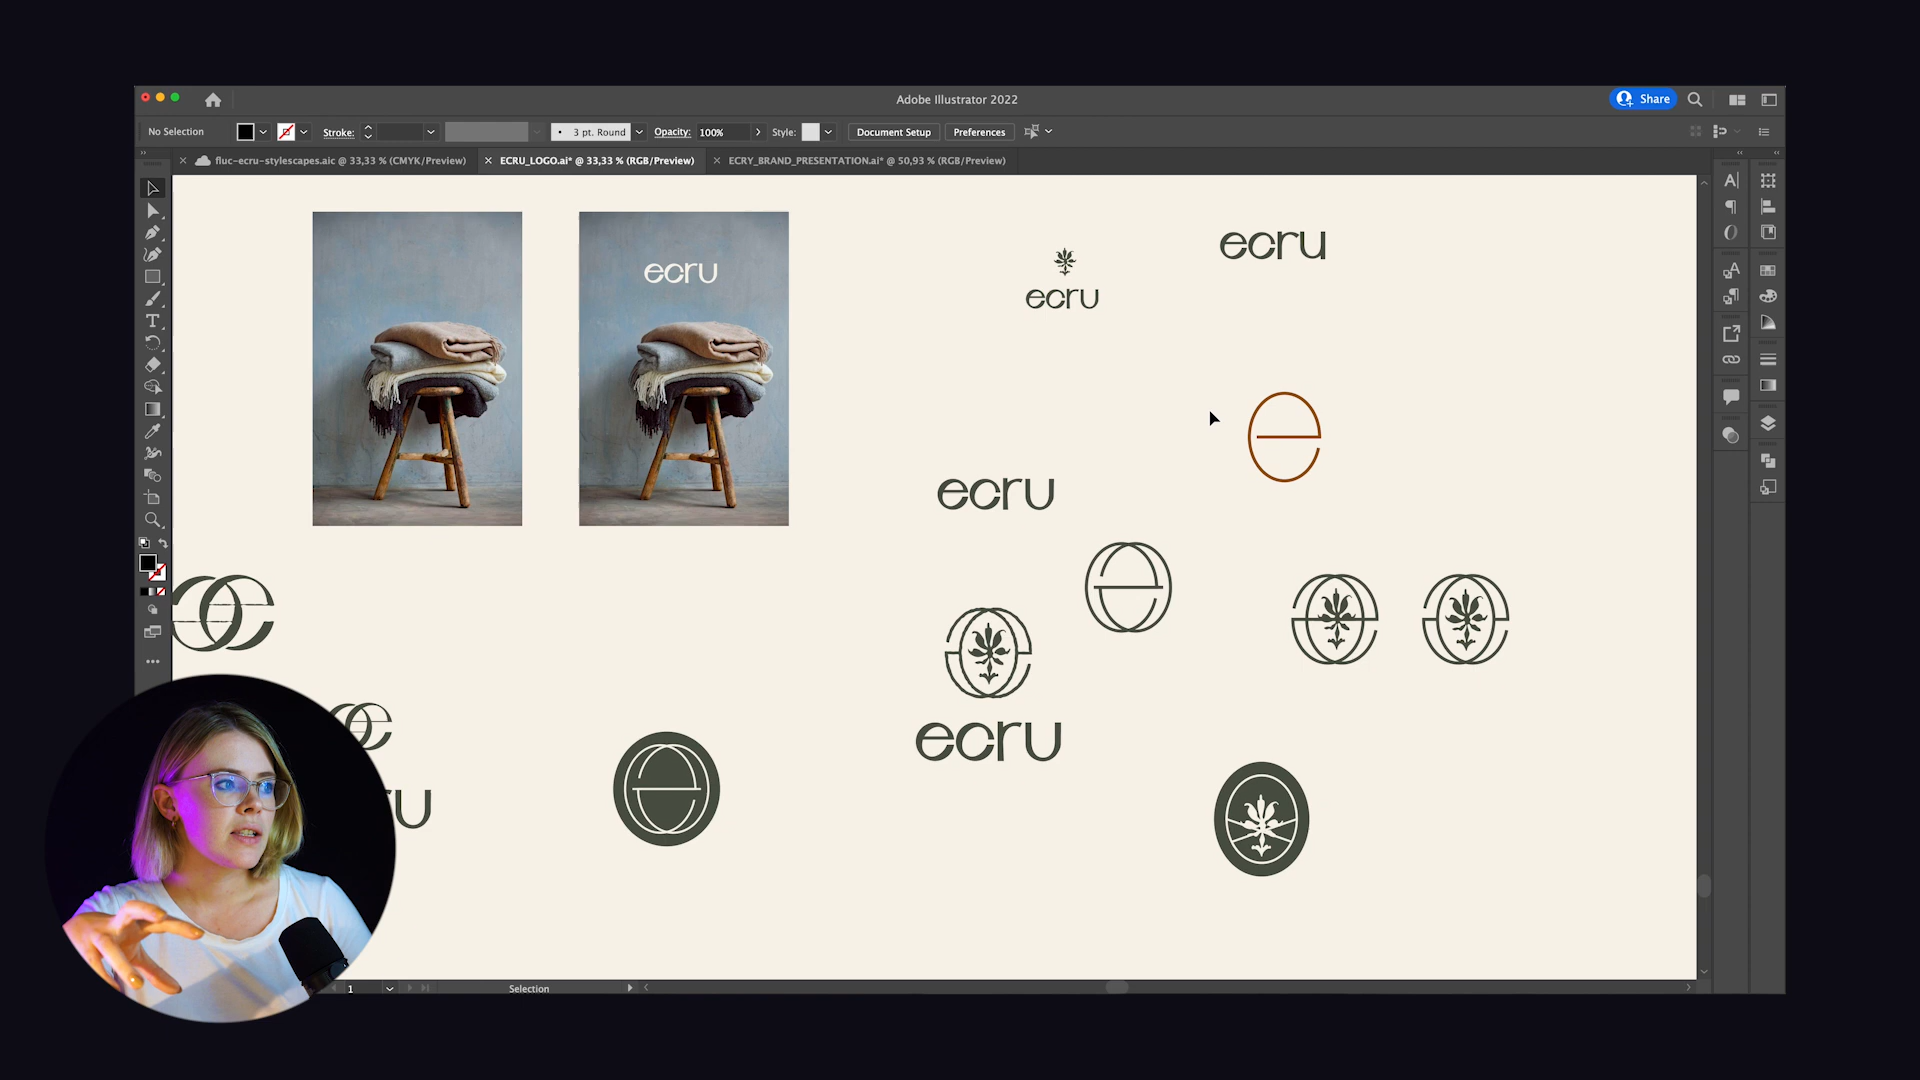 Adobe Illustrator 2022
Share
No Selection
Stroke:
3 pt. Round
Opacity:
100%
Style:
Document Setup
Preferences
fluc-ecru-stylescapes.aic @ 33,33 % (CMYK/Preview)
ECRU_LOGO.ai* @ 33,33 % (RGB/Preview)
ECRY_BRAND_PRESENTATION.ai* @ 50,93 % (RGB/Preview)
ecru
ecru
ecru
e
ecru
e
ecru
e
ru
1
Selection